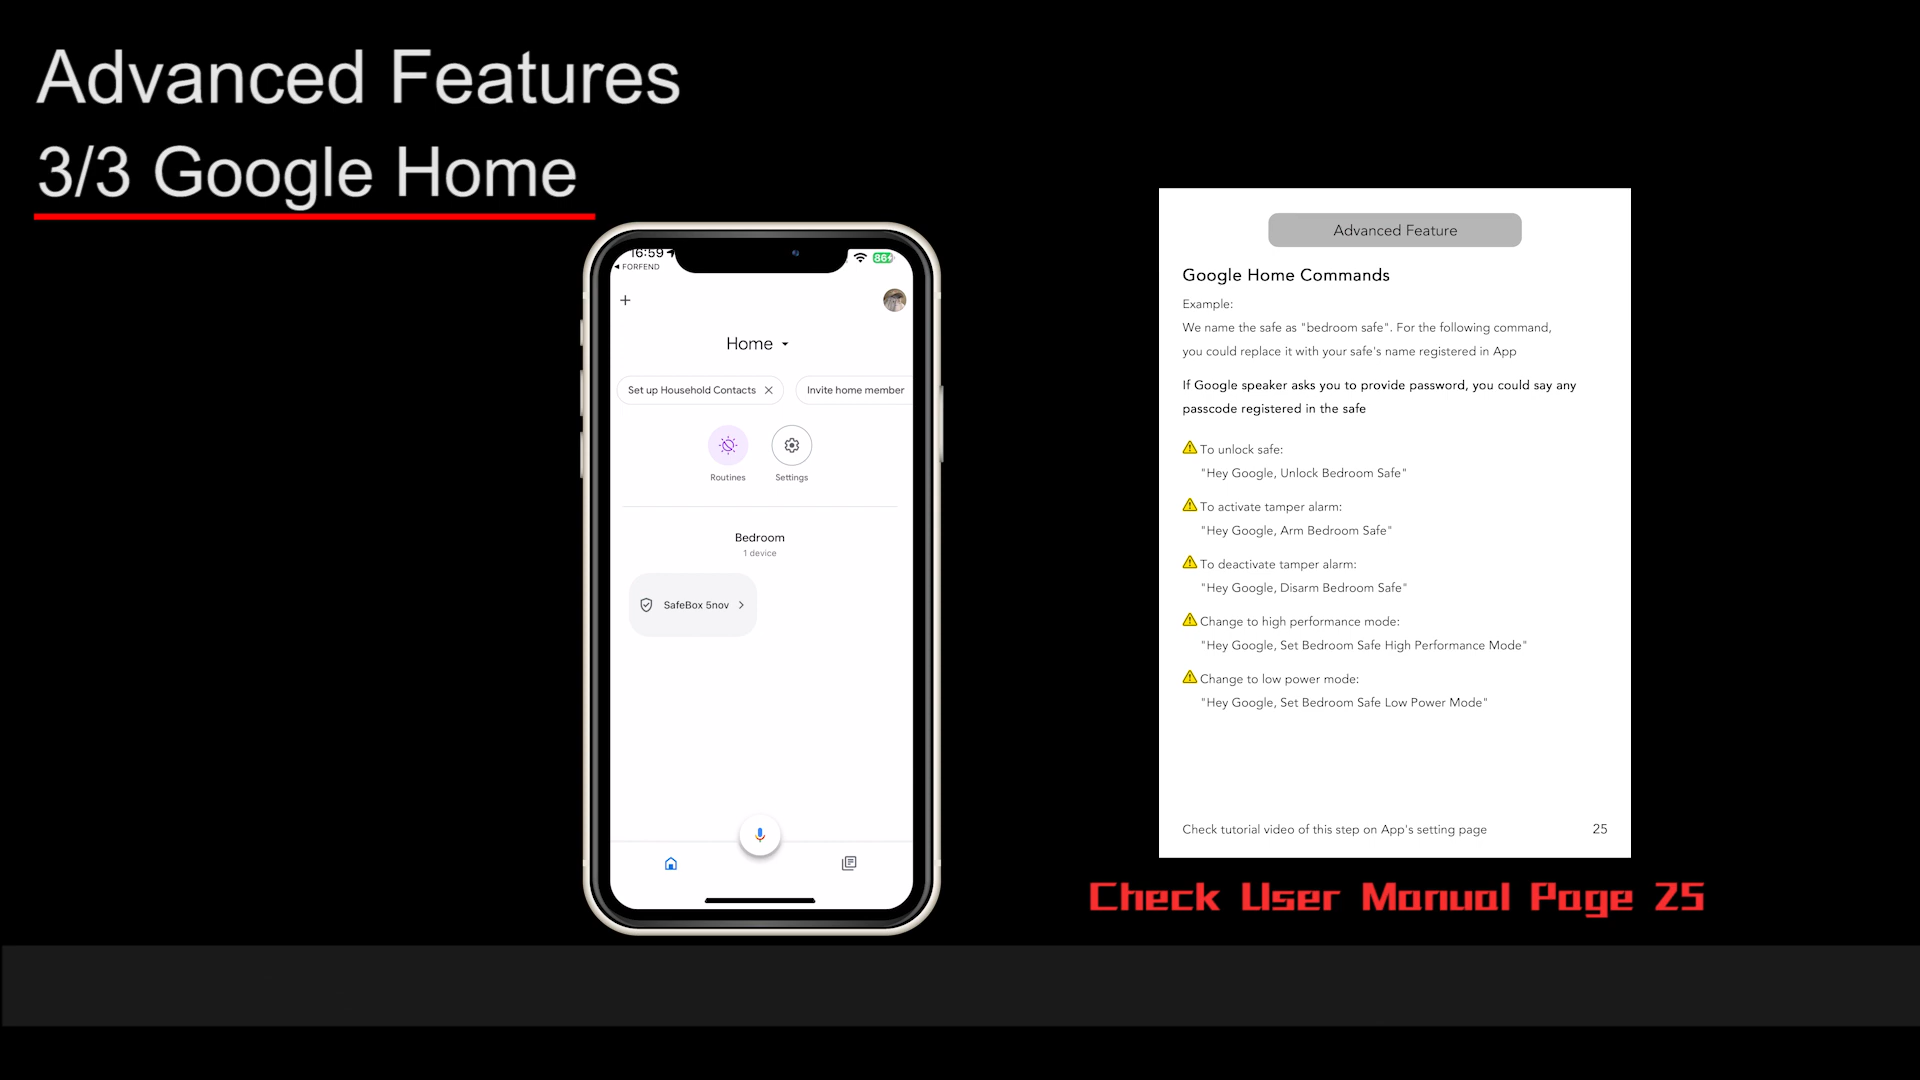 Advanced Features
3/3 Google Home
16:59
FORFEND
86
Home
Set up Household Contacts
Invite home member
Routines
Settings
Bedroom
1 device
SafeBox 5nov
Advanced Feature
Google Home Commands
Example:
We name the safe as "bedroom safe". For the following command,
you could replace it with your safe's name registered in App
If Google speaker asks you to provide password, you could say any
passcode registered in the safe
To unlock safe:
"Hey Google, Unlock Bedroom Safe"
To activate tamper alarm:
"Hey Google, Arm Bedroom Safe"
To deactivate tamper alarm:
"Hey Google, Disarm Bedroom Safe"
Change to high performance mode:
"Hey Google, Set Bedroom Safe High Performance Mode"
Change to low power mode:
"Hey Google, Set Bedroom Safe Low Power Mode"
Check tutorial video of this step on App's setting page
25
Check User Manual Page 25